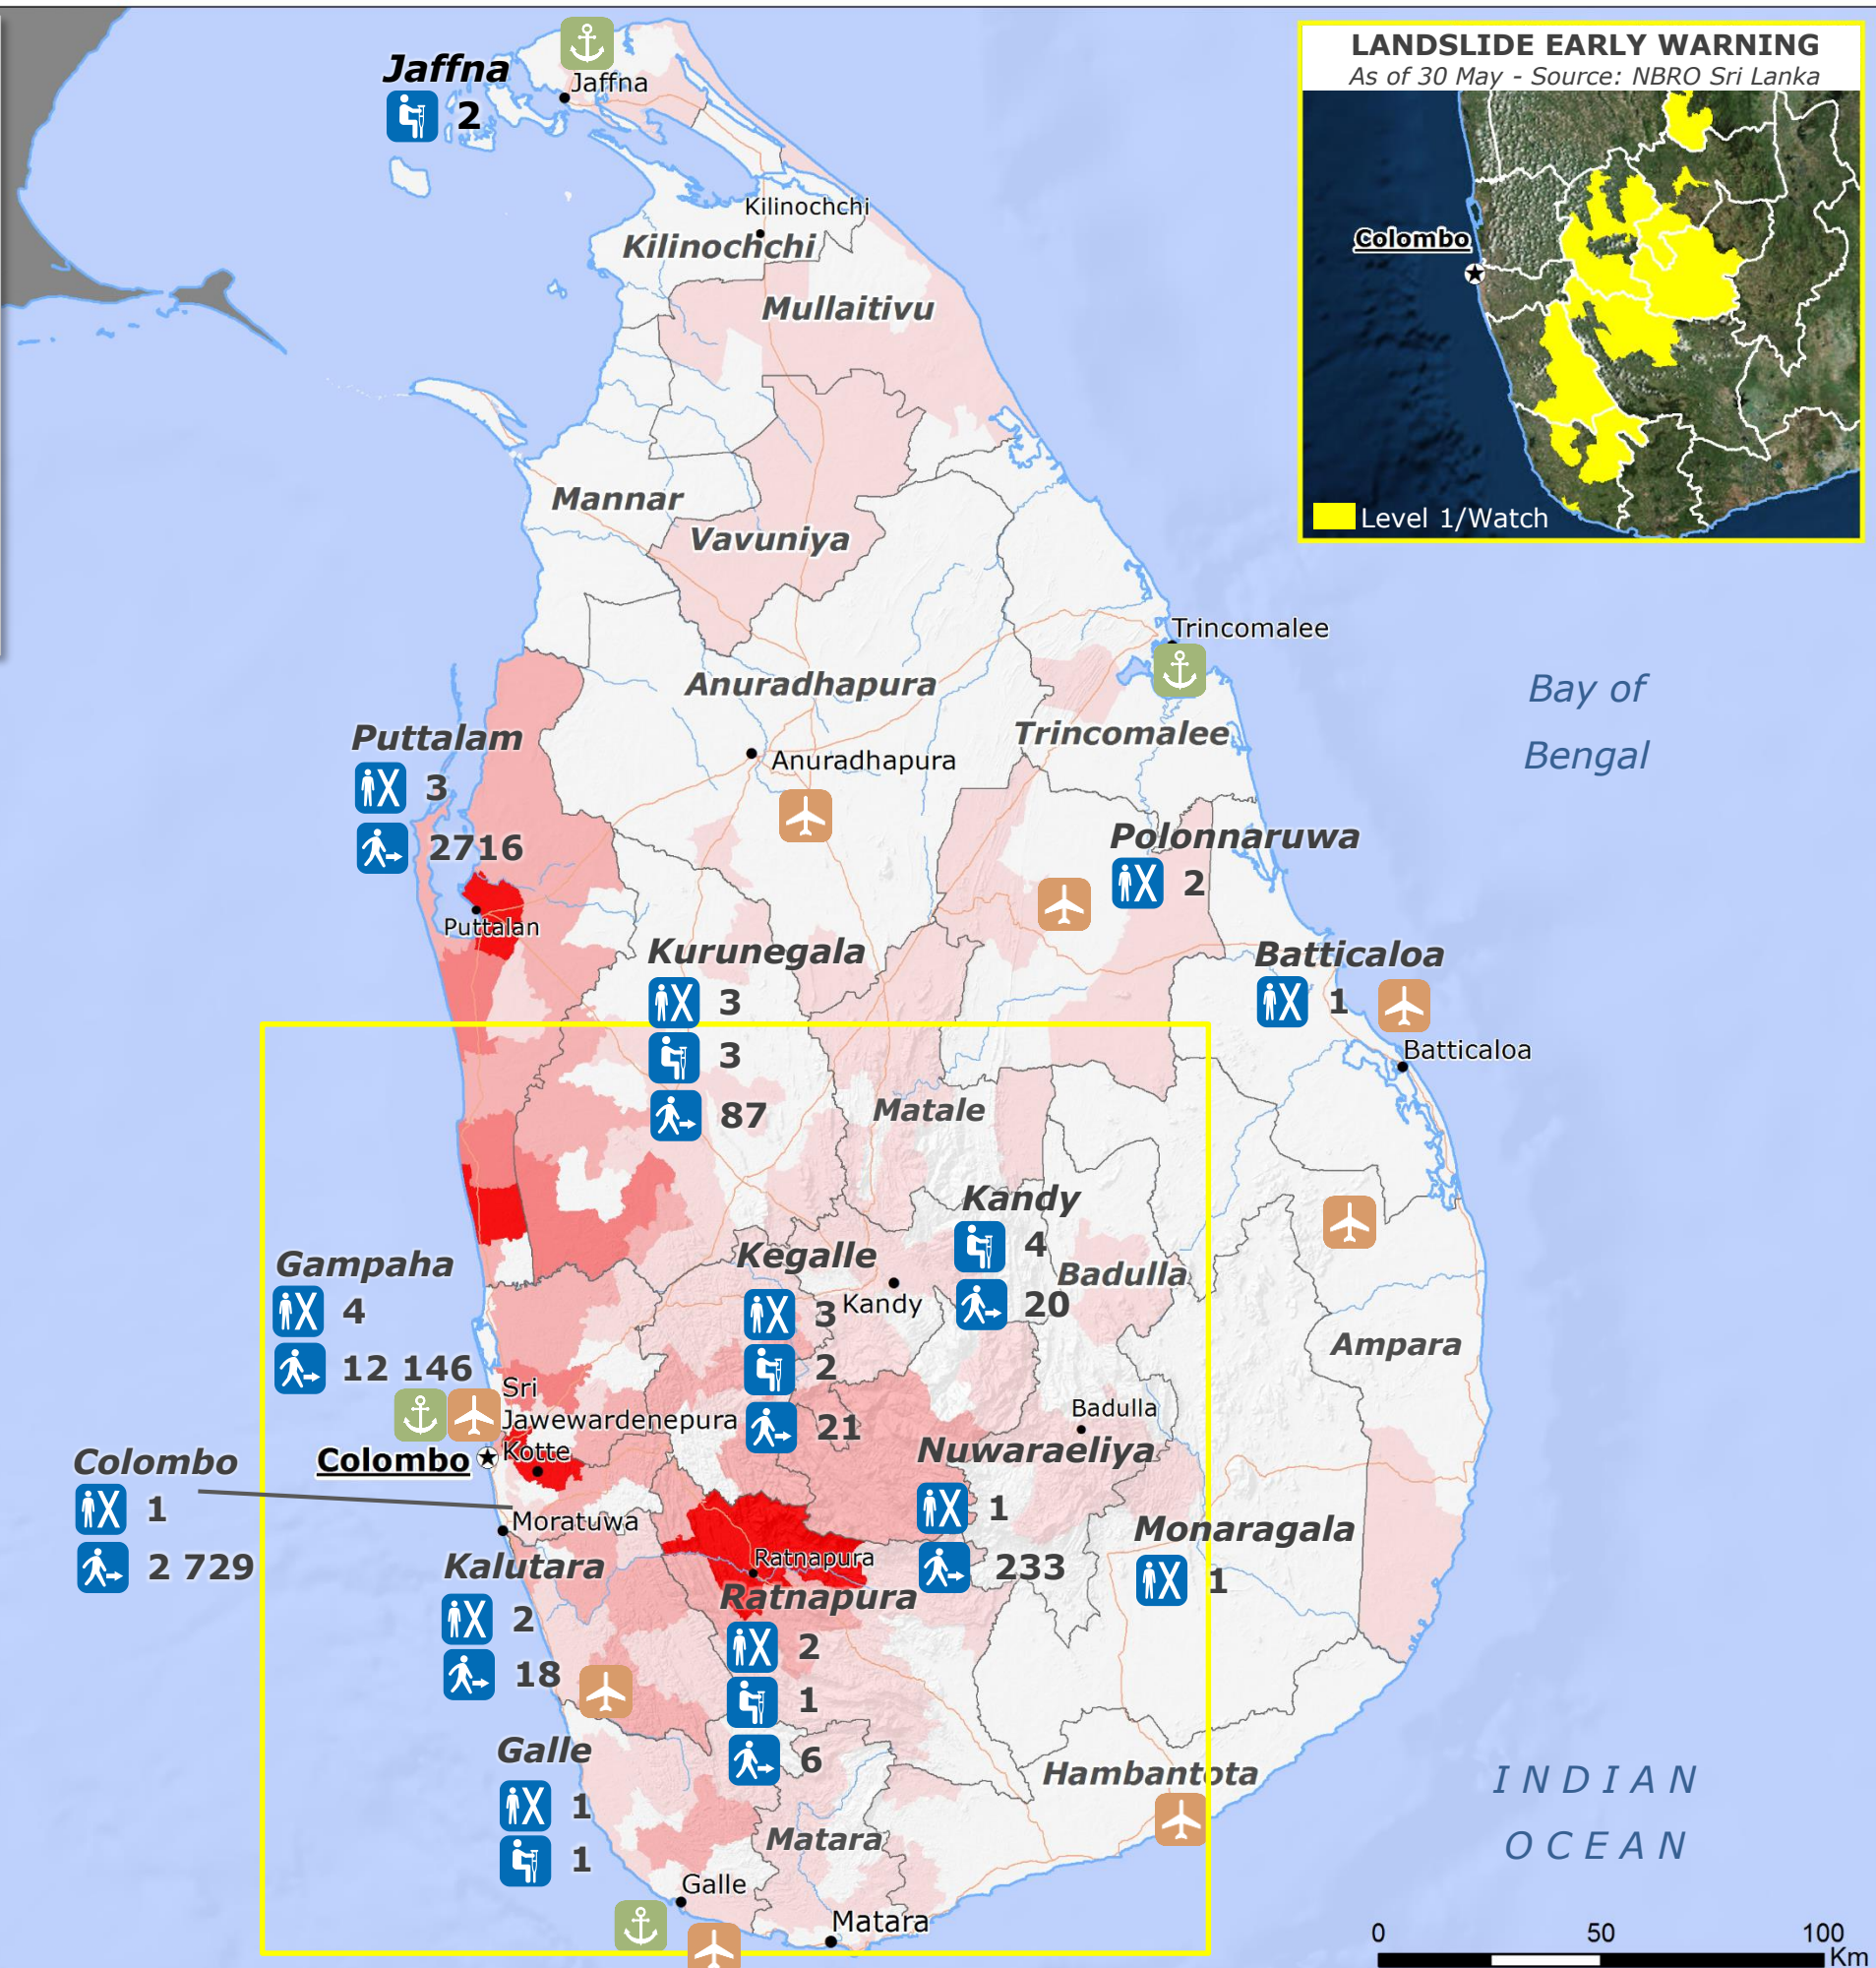 LANDSLIDE EARLY WARNING
As of 30 May - Source: NBRO Sri Lanka
Colombo
Level 1/Watch
Jaffna
2
Jaffna
Kilinochchi
Kilinochchi
Mullaitivu
Mannar
Vavuniya
Trincomalee
Anuradhapura
Trincomalee
Bay of
Bengal
Puttalam
3
2716
Anuradhapura
Polonnaruwa
2
Puttalan
Kurunegala
3
3
87
Batticaloa
1
Batticaloa
Matale
Kandy
4
20
Kegalle
3
2
21
Kandy
Badulla
Gampaha
4
12 146
Ampara
Sri
Jawewardenepura
Kotte
Colombo
Badulla
Nuwaraeliya
1
233
Colombo
1
2 729
Moratuwa
Monaragala
1
Kalutara
2
18
Ratnapura
Ratnapura
2
1
6
Galle
1
1
Hambantota
INDIAN
OCEAN
Matara
Galle
Matara
0 50 100
Km